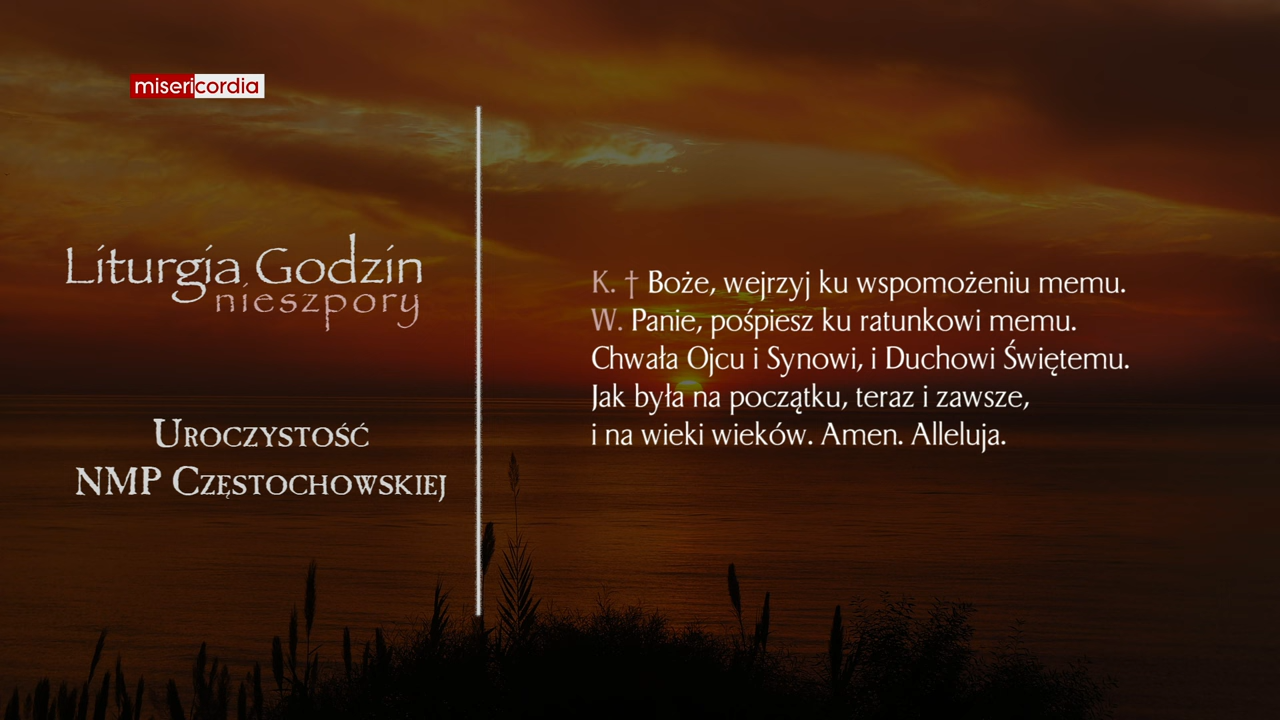 misericordia
Liturgia Godzin
nieszpory
Uroczystość
NMP Częstochowskiej
K. † Boże, wejrzyj ku wspomożeniu memu.
W. Panie, pośpiesz ku ratunkowi memu.
Chwała Ojcu i Synowi, i Duchowi Świętemu.
Jak była na początku, teraz i zawsze,
i na wieki wieków. Amen. Alleluja.